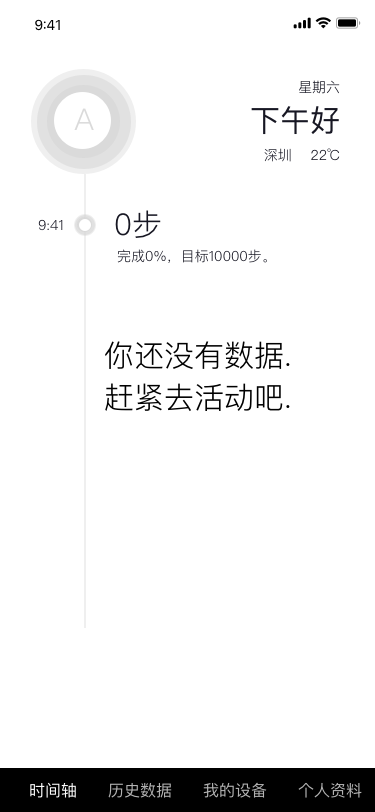 9:41
A
星期六
下午好
深圳 22℃
9:41
0步
完成0%，目标10000步。
你还没有数据.
赶紧去活动吧.
时间轴 历史数据 我的设备 个人资料